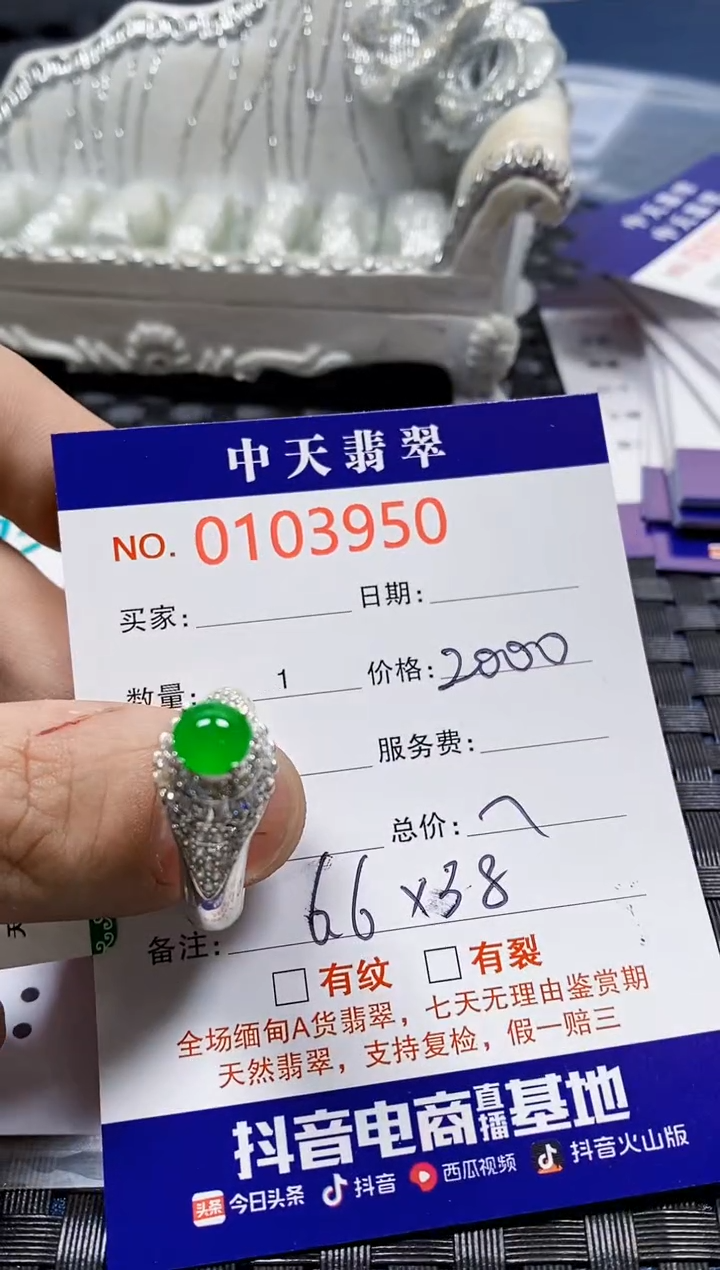 中天翡翠
NO. 0103950
买家: 日期:
数量: 1 价格: 2000
服务费:
总价:
66×38
备注:
有纹 有裂
全场缅甸A货翡翠，七天无理由鉴赏期
天然翡翠，支持复检，假一赔三
抖音电商直播基地
头条 今日头条 抖音 西瓜视频 抖音火山版